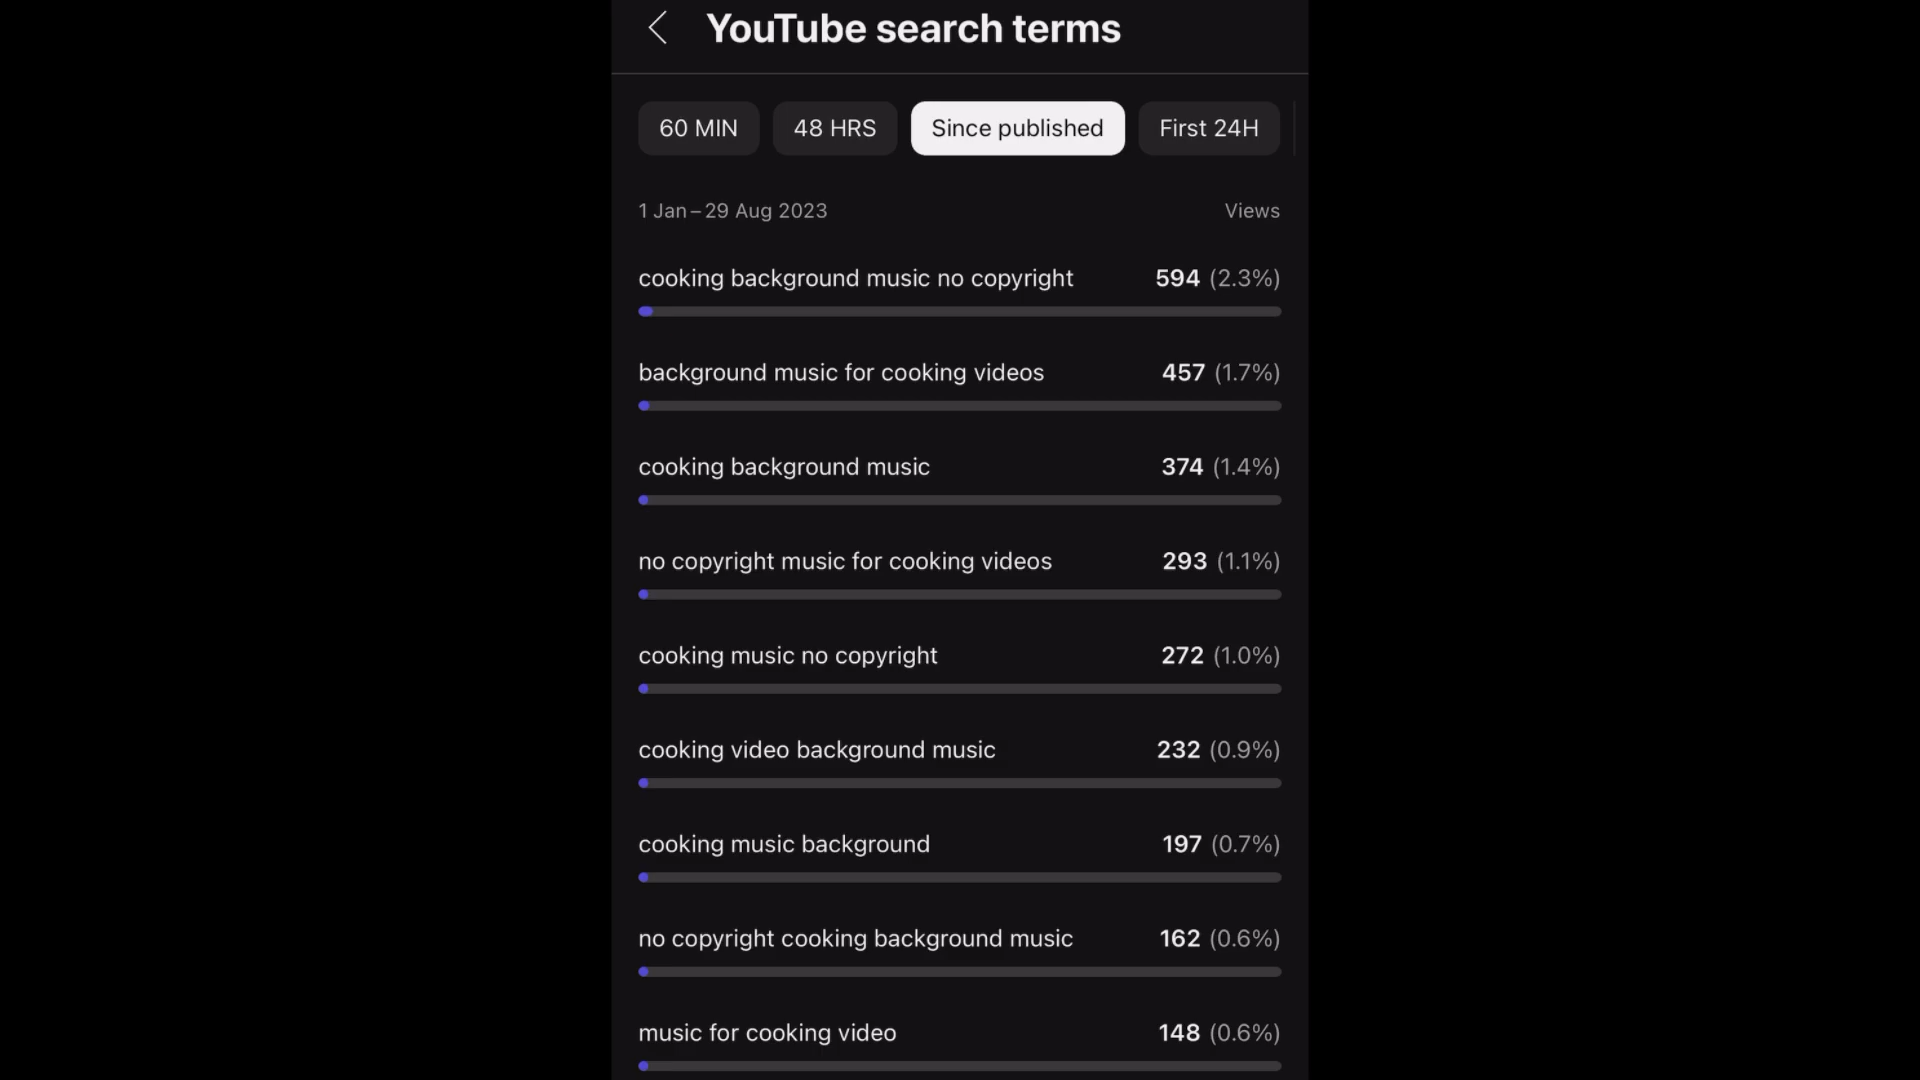 YouTube search terms
60 MIN 48 HRS Since published First 24H
1 Jan – 29 Aug 2023 Views
cooking background music no copyright 594 (2.3%)
background music for cooking videos 457 (1.7%)
cooking background music 374 (1.4%)
no copyright music for cooking videos 293 (1.1%)
cooking music no copyright 272 (1.0%)
cooking video background music 232 (0.9%)
cooking music background 197 (0.7%)
no copyright cooking background music 162 (0.6%)
music for cooking video 148 (0.6%)